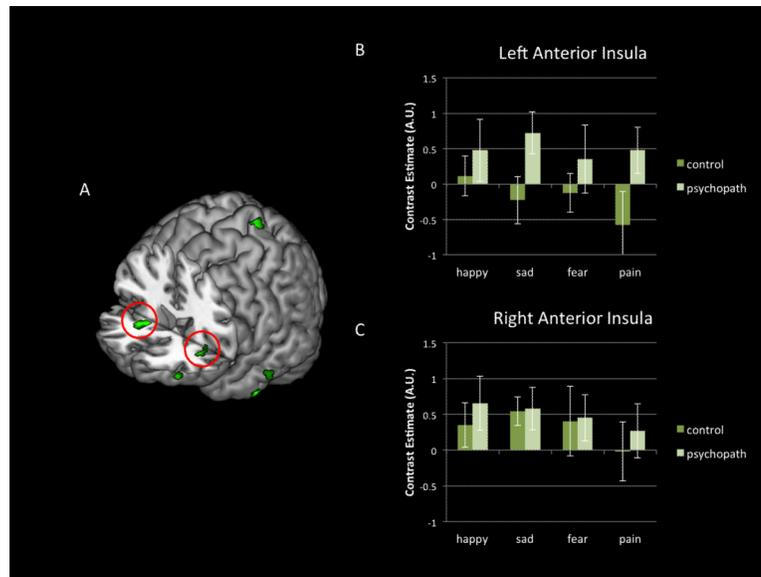 A
B
Left Anterior Insula
Contrast Estimate (A.U.)
1.5
1
0.5
0
-0.5
-1
happy sad fear pain
control
psychopath
C
Right Anterior Insula
Contrast Estimate (A.U.)
1.5
1
0.5
0
-0.5
-1
happy sad fear pain
control
psychopath